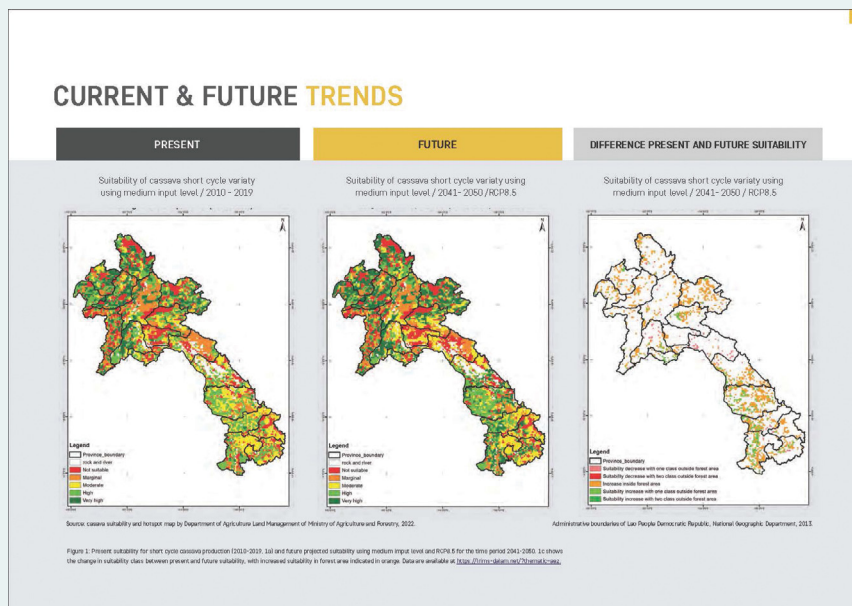 CURRENT & FUTURE TRENDS
PRESENT
Suitability of cassava short cycle variaty
using medium input level / 2010 - 2019
FUTURE
Suitability of cassava short cycle variaty using
medium input level / 2041- 2050 /RCP8.5
DIFFERENCE PRESENT AND FUTURE SUITABILITY
Suitability of cassava short cycle variaty using
medium input level / 2041- 2050 / RCP8.5
N
Legend
Province_boundary
rock and river
Not suitable
Marginal
Moderate
High
Very high
N
Legend
Province_boundary
rock and river
Not suitable
Marginal
Moderate
High
Very high
N
Legend
Province_boundary
Suitability decrease with one class outside forest area
Suitability decrease with two class outside forest area
Increase inside forest area
Suitability increase with one class outside forest area
Suitability increase with two class outside forest area
Source: casava suitability and hotspot map by Department of Agriculture Land Management of Ministry of Agriculture and Forestry, 2022.
Administrative boundaries of Lao People Democratic Republic, National Geographic Department, 2013.
Figure 1: Present suitability for short cycle cassava production (2010-2019, 1a) and future projected suitability using medium input level and RCP8.5 for the time period 2041-2050. 1c shows
the change in suitability class between present and future suitability, with increased suitability in forest area indicated in orange. Data are available at